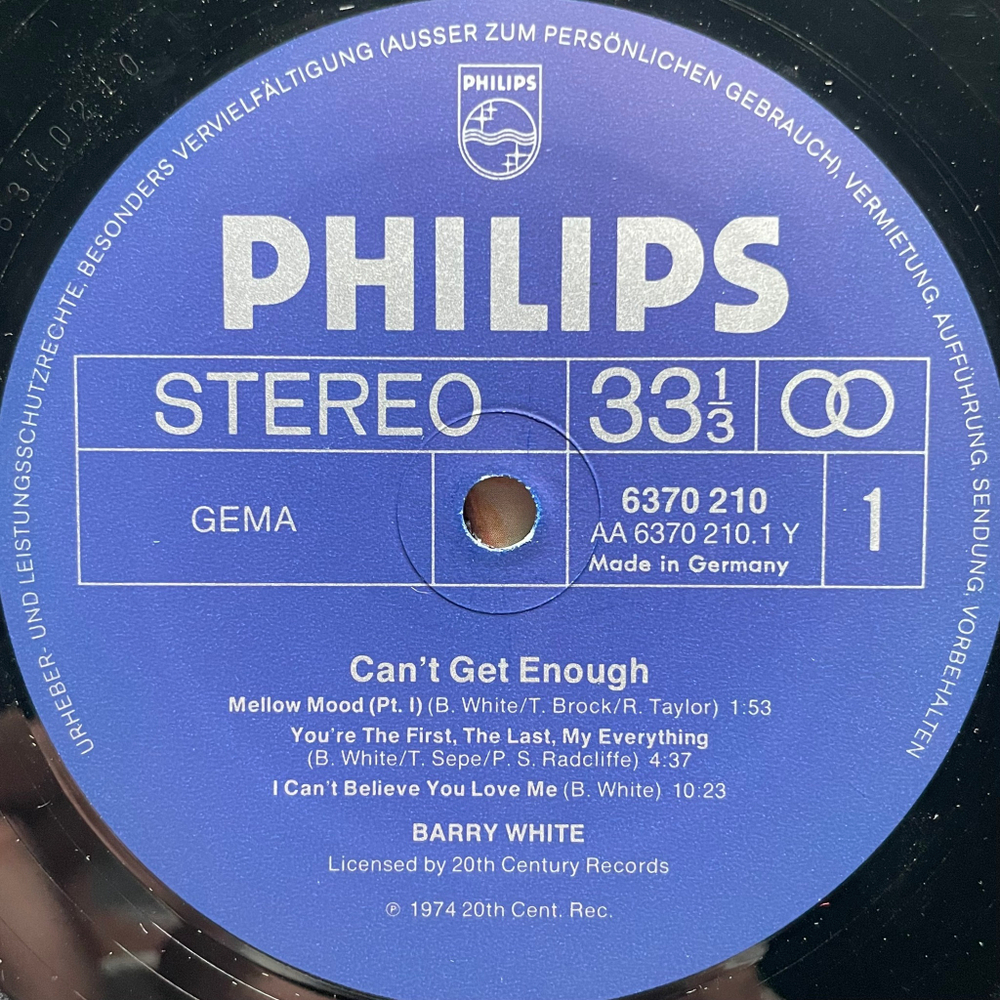 URHEBER- UND LEISTUNGSSCHUTZRECHTE, BESONDERS VERVIELFÄLTIGUNG (AUSSER ZUM PERSÖNLICHEN GEBRAUCH), VERMIETUNG, AUFFÜHRUNG, SENDUNG, VORBEHALTEN
PHILIPS
PHILIPS
STEREO 33 1/3
GEMA
6370 210
AA 6370 210.1 Y
Made in Germany
1
Can't Get Enough
Mellow Mood (Pt. I) (B. White/T. Brock/R. Taylor) 1:53
You're The First, The Last, My Everything
(B. White/T. Sepe/P. S. Radcliffe) 4:37
I Can't Believe You Love Me (B. White) 10:23
BARRY WHITE
Licensed by 20th Century Records
℗ 1974 20th Cent. Rec.